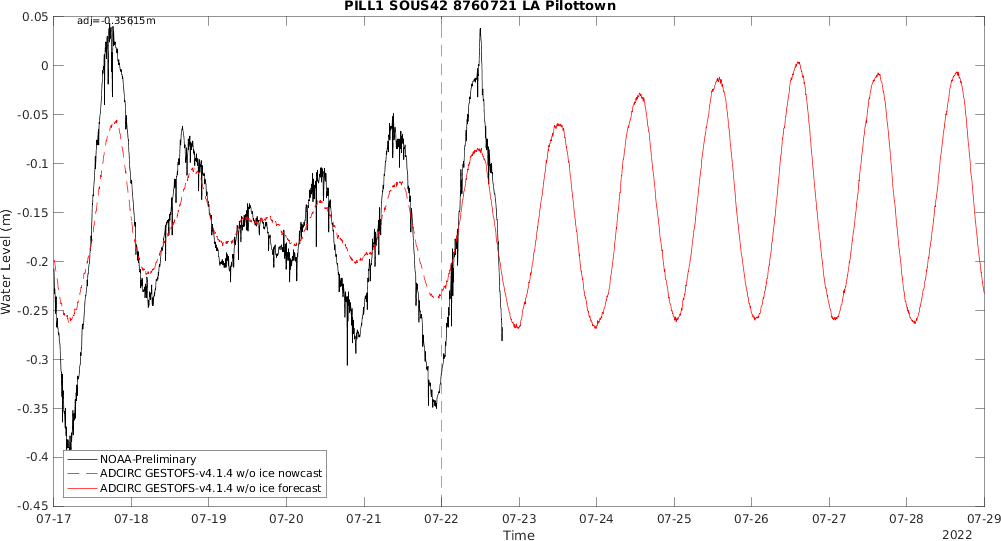 PILL1 SOUS42 8760721 LA Pilottown
adj=-0.35615m
0.05
0
-0.05
-0.1
-0.15
-0.2
-0.25
-0.3
-0.35
-0.4
-0.45
Water Level (m)
NOAA-Preliminary
ADCIRC GESTOFS-v4.1.4 w/o ice nowcast
ADCIRC GESTOFS-v4.1.4 w/o ice forecast
07-17 07-18 07-19 07-20 07-21 07-22 07-23 07-24 07-25 07-26 07-27 07-28 07-29
Time
2022